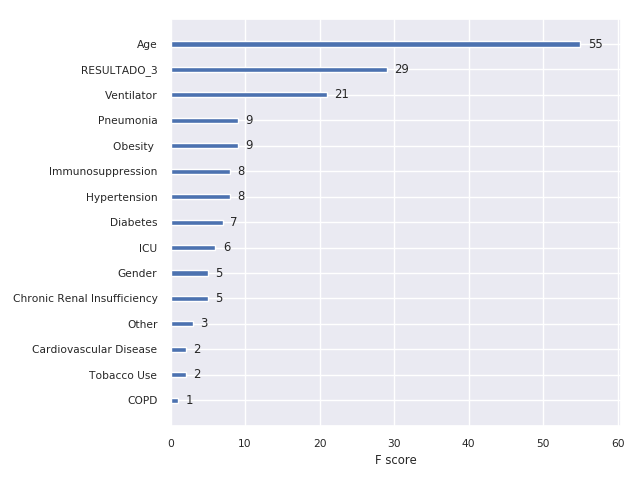 Age 55
RESULTADO_3 29
Ventilator 21
Pneumonia 9
Obesity 9
Immunosuppression 8
Hypertension 8
Diabetes 7
ICU 6
Gender 5
Chronic Renal Insufficiency 5
Other 3
Cardiovascular Disease 2
Tobacco Use 2
COPD 1
0 10 20 30 40 50 60
F score